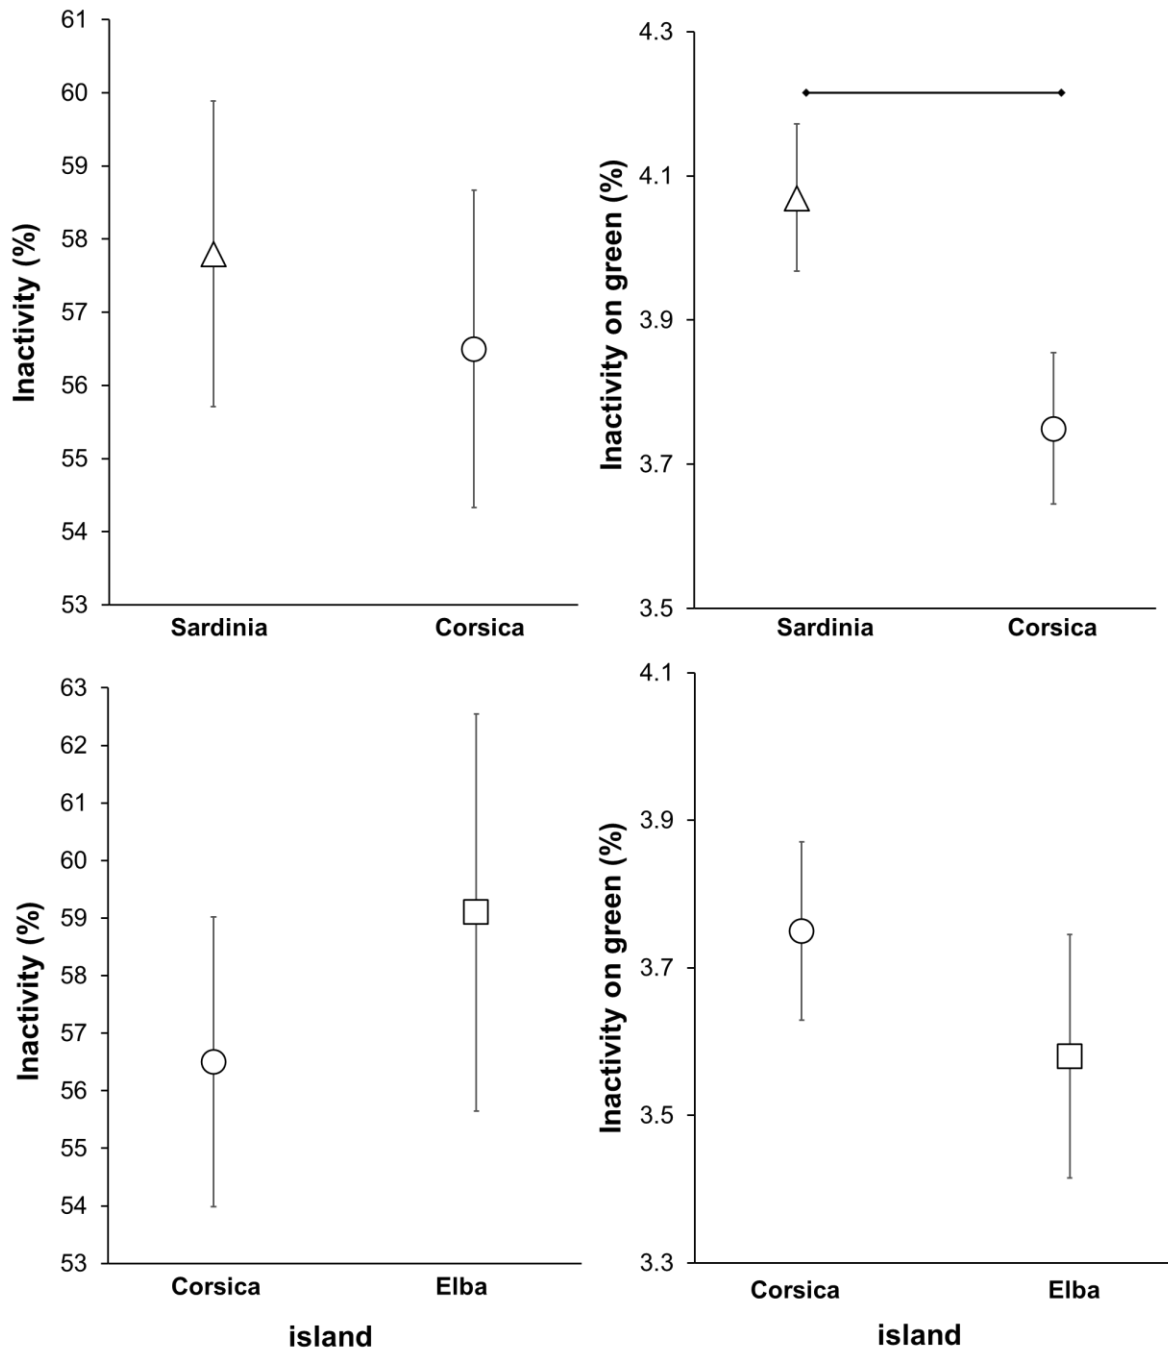 61
60
59
58
57
56
55
54
53
Inactivity (%)
Sardinia
Corsica
4.3
4.1
3.9
3.7
3.5
Inactivity on green (%)
Sardinia
Corsica
63
62
61
60
59
58
57
56
55
54
53
Inactivity (%)
Corsica
Elba
island
4.1
3.9
3.7
3.5
3.3
Inactivity on green (%)
Corsica
Elba
island